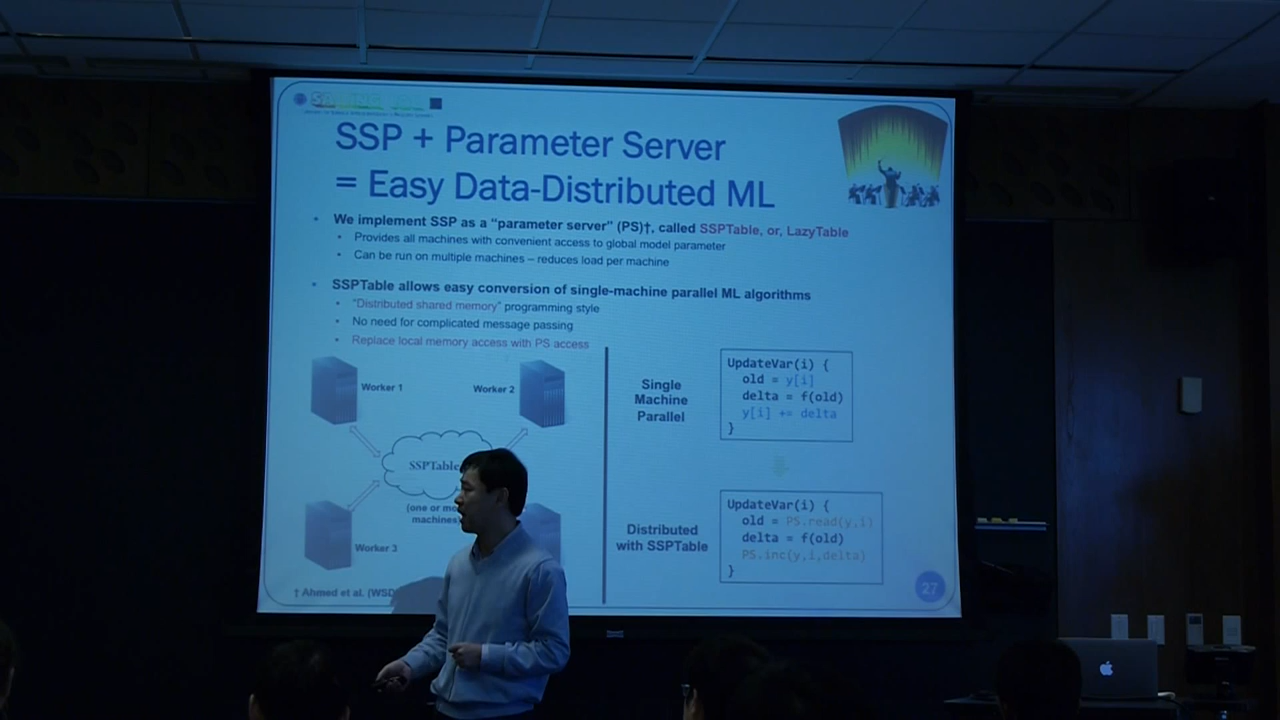 SSP + Parameter Server
= Easy Data-Distributed ML
• We implement SSP as a “parameter server” (PS)†, called SSPTable, or, LazyTable
• Provides all machines with convenient access to global model parameter
• Can be run on multiple machines – reduces load per machine
• SSPTable allows easy conversion of single-machine parallel ML algorithms
• “Distributed shared memory” programming style
• No need for complicated message passing
• Replace local memory access with PS access
Worker 1
Worker 2
SSPTable
(one or
machines
Worker 3
† Ahmed et al.
Single
Machine
Parallel
UpdateVar(i) {
old = y[i]
delta = f(old)
y[i] += delta
}
Distributed
with SSPTable
UpdateVar(i) {
old = PS.read(y,i)
delta = f(old)
PS.inc(y,i,delta)
}
27